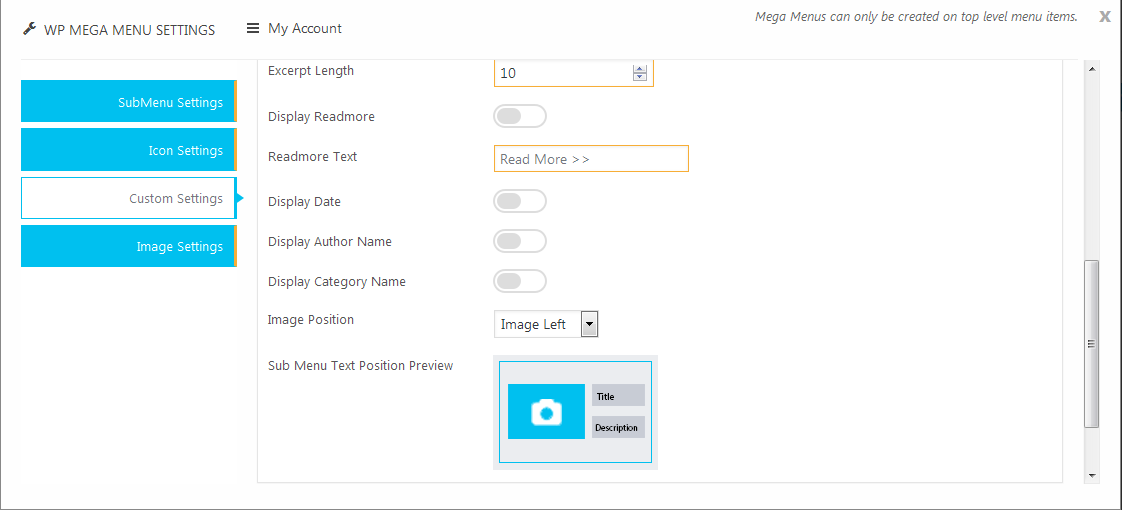 Mega Menus can only be created on top level menu items.
X
WP MEGA MENU SETTINGS
My Account
SubMenu Settings
Icon Settings
Custom Settings
Image Settings
Excerpt Length
10
Display Readmore
Readmore Text
Read More >>
Display Date
Display Author Name
Display Category Name
Image Position
Image Left
Sub Menu Text Position Preview
Title
Description